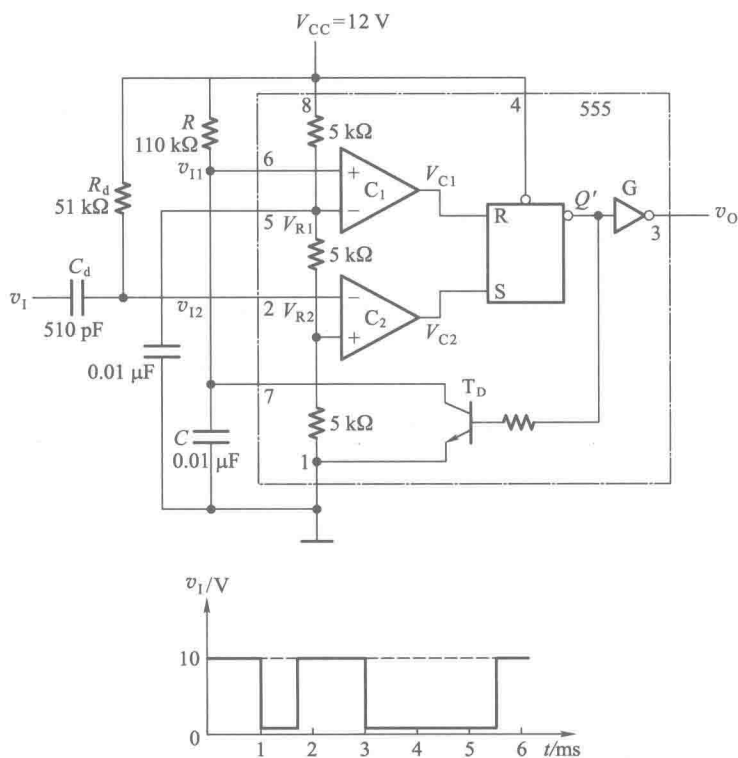 V_CC = 12 V
8
4
555
R
110 kΩ
5 kΩ
v_I1
6
+
C₁
−
V_C1
R_d
51 kΩ
5
V_R1
R
Q′
G
3
v_O
5 kΩ
C_d
v_I
510 pF
v_I2
2
V_R2
−
C₂
+
V_C2
S
0.01 μF
7
T_D
C
0.01 μF
5 kΩ
1
v_I/V
10
0
1
2
3
4
5
6
t/ms